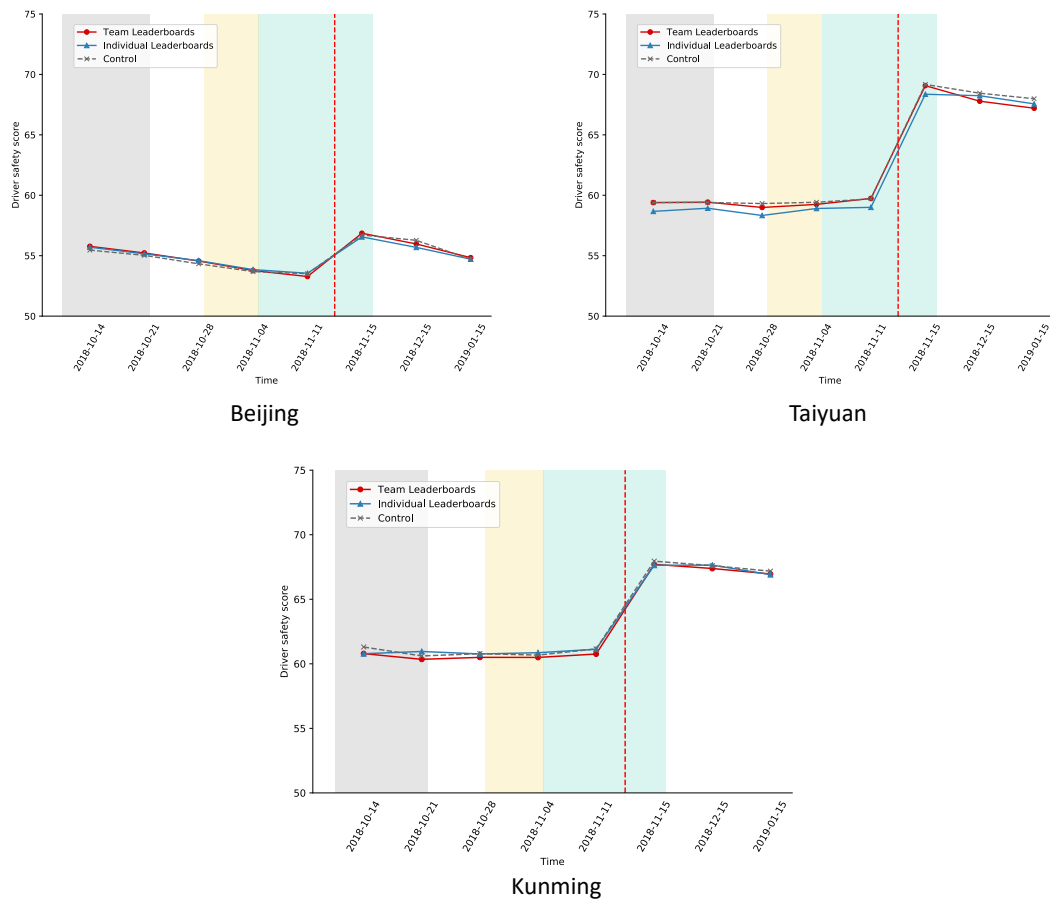 75
70
65
60
55
50
Driver safety score
Team Leaderboards
Individual Leaderboards
Control
2018-10-14
2018-10-21
2018-10-28
2018-11-04
2018-11-11
2018-11-15
2018-12-15
2019-01-15
Time
Beijing
75
70
65
60
55
50
Driver safety score
Team Leaderboards
Individual Leaderboards
Control
2018-10-14
2018-10-21
2018-10-28
2018-11-04
2018-11-11
2018-11-15
2018-12-15
2019-01-15
Time
Taiyuan
75
70
65
60
55
50
Driver safety score
Team Leaderboards
Individual Leaderboards
Control
2018-10-14
2018-10-21
2018-10-28
2018-11-04
2018-11-11
2018-11-15
2018-12-15
2019-01-15
Time
Kunming